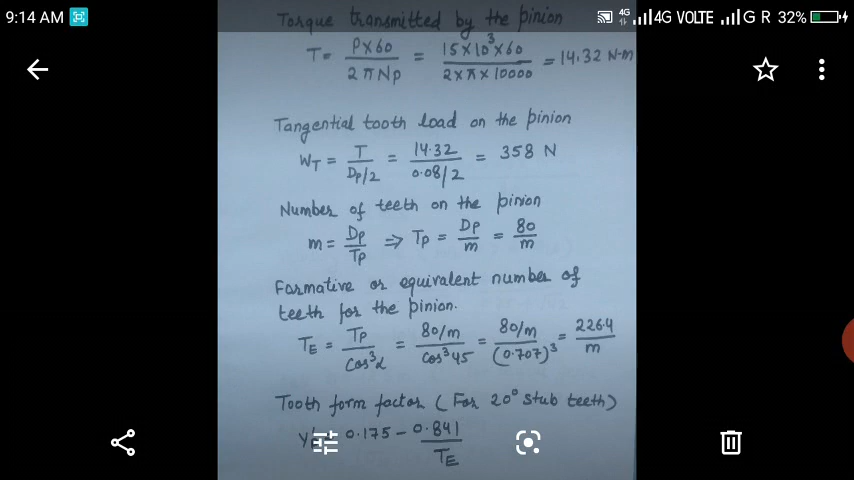 9:14 AM 4G 4G VOLTE G R 32%
Torque transmitted by the pinion
T = P×60 / 2πNp = 15×10³×60 / 2×π×10000 = 14.32 N-m
Tangential tooth load on the pinion
WT = T / Dp/2 = 14.32 / 0.08/2 = 358 N
Number of teeth on the pinion
m = Dp / Tp ⇒ Tp = Dp / m = 80 / m
Formative or equivalent number of
teeth for the pinion.
TE = Tp / cos³α = 80/m / cos³45 = 80/m / (0.707)³ = 226.4 / m
Tooth form factor (For 20° stub teeth)
0.175 - 0.841 / TE